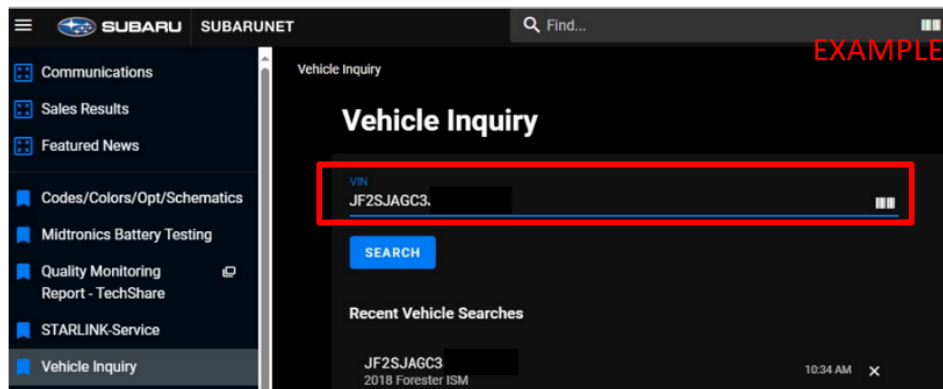 SUBARU SUBARUNET Find...
EXAMPLE
Communications
Sales Results
Featured News
Codes/Colors/Opt/Schematics
Midtronics Battery Testing
Quality Monitoring
Report - TechShare
STARLINK-Service
Vehicle Inquiry
Vehicle Inquiry
Vehicle Inquiry
VIN
JF2SJAGC3
SEARCH
Recent Vehicle Searches
JF2SJAGC3
10:34 AM
2018 Forester ISM